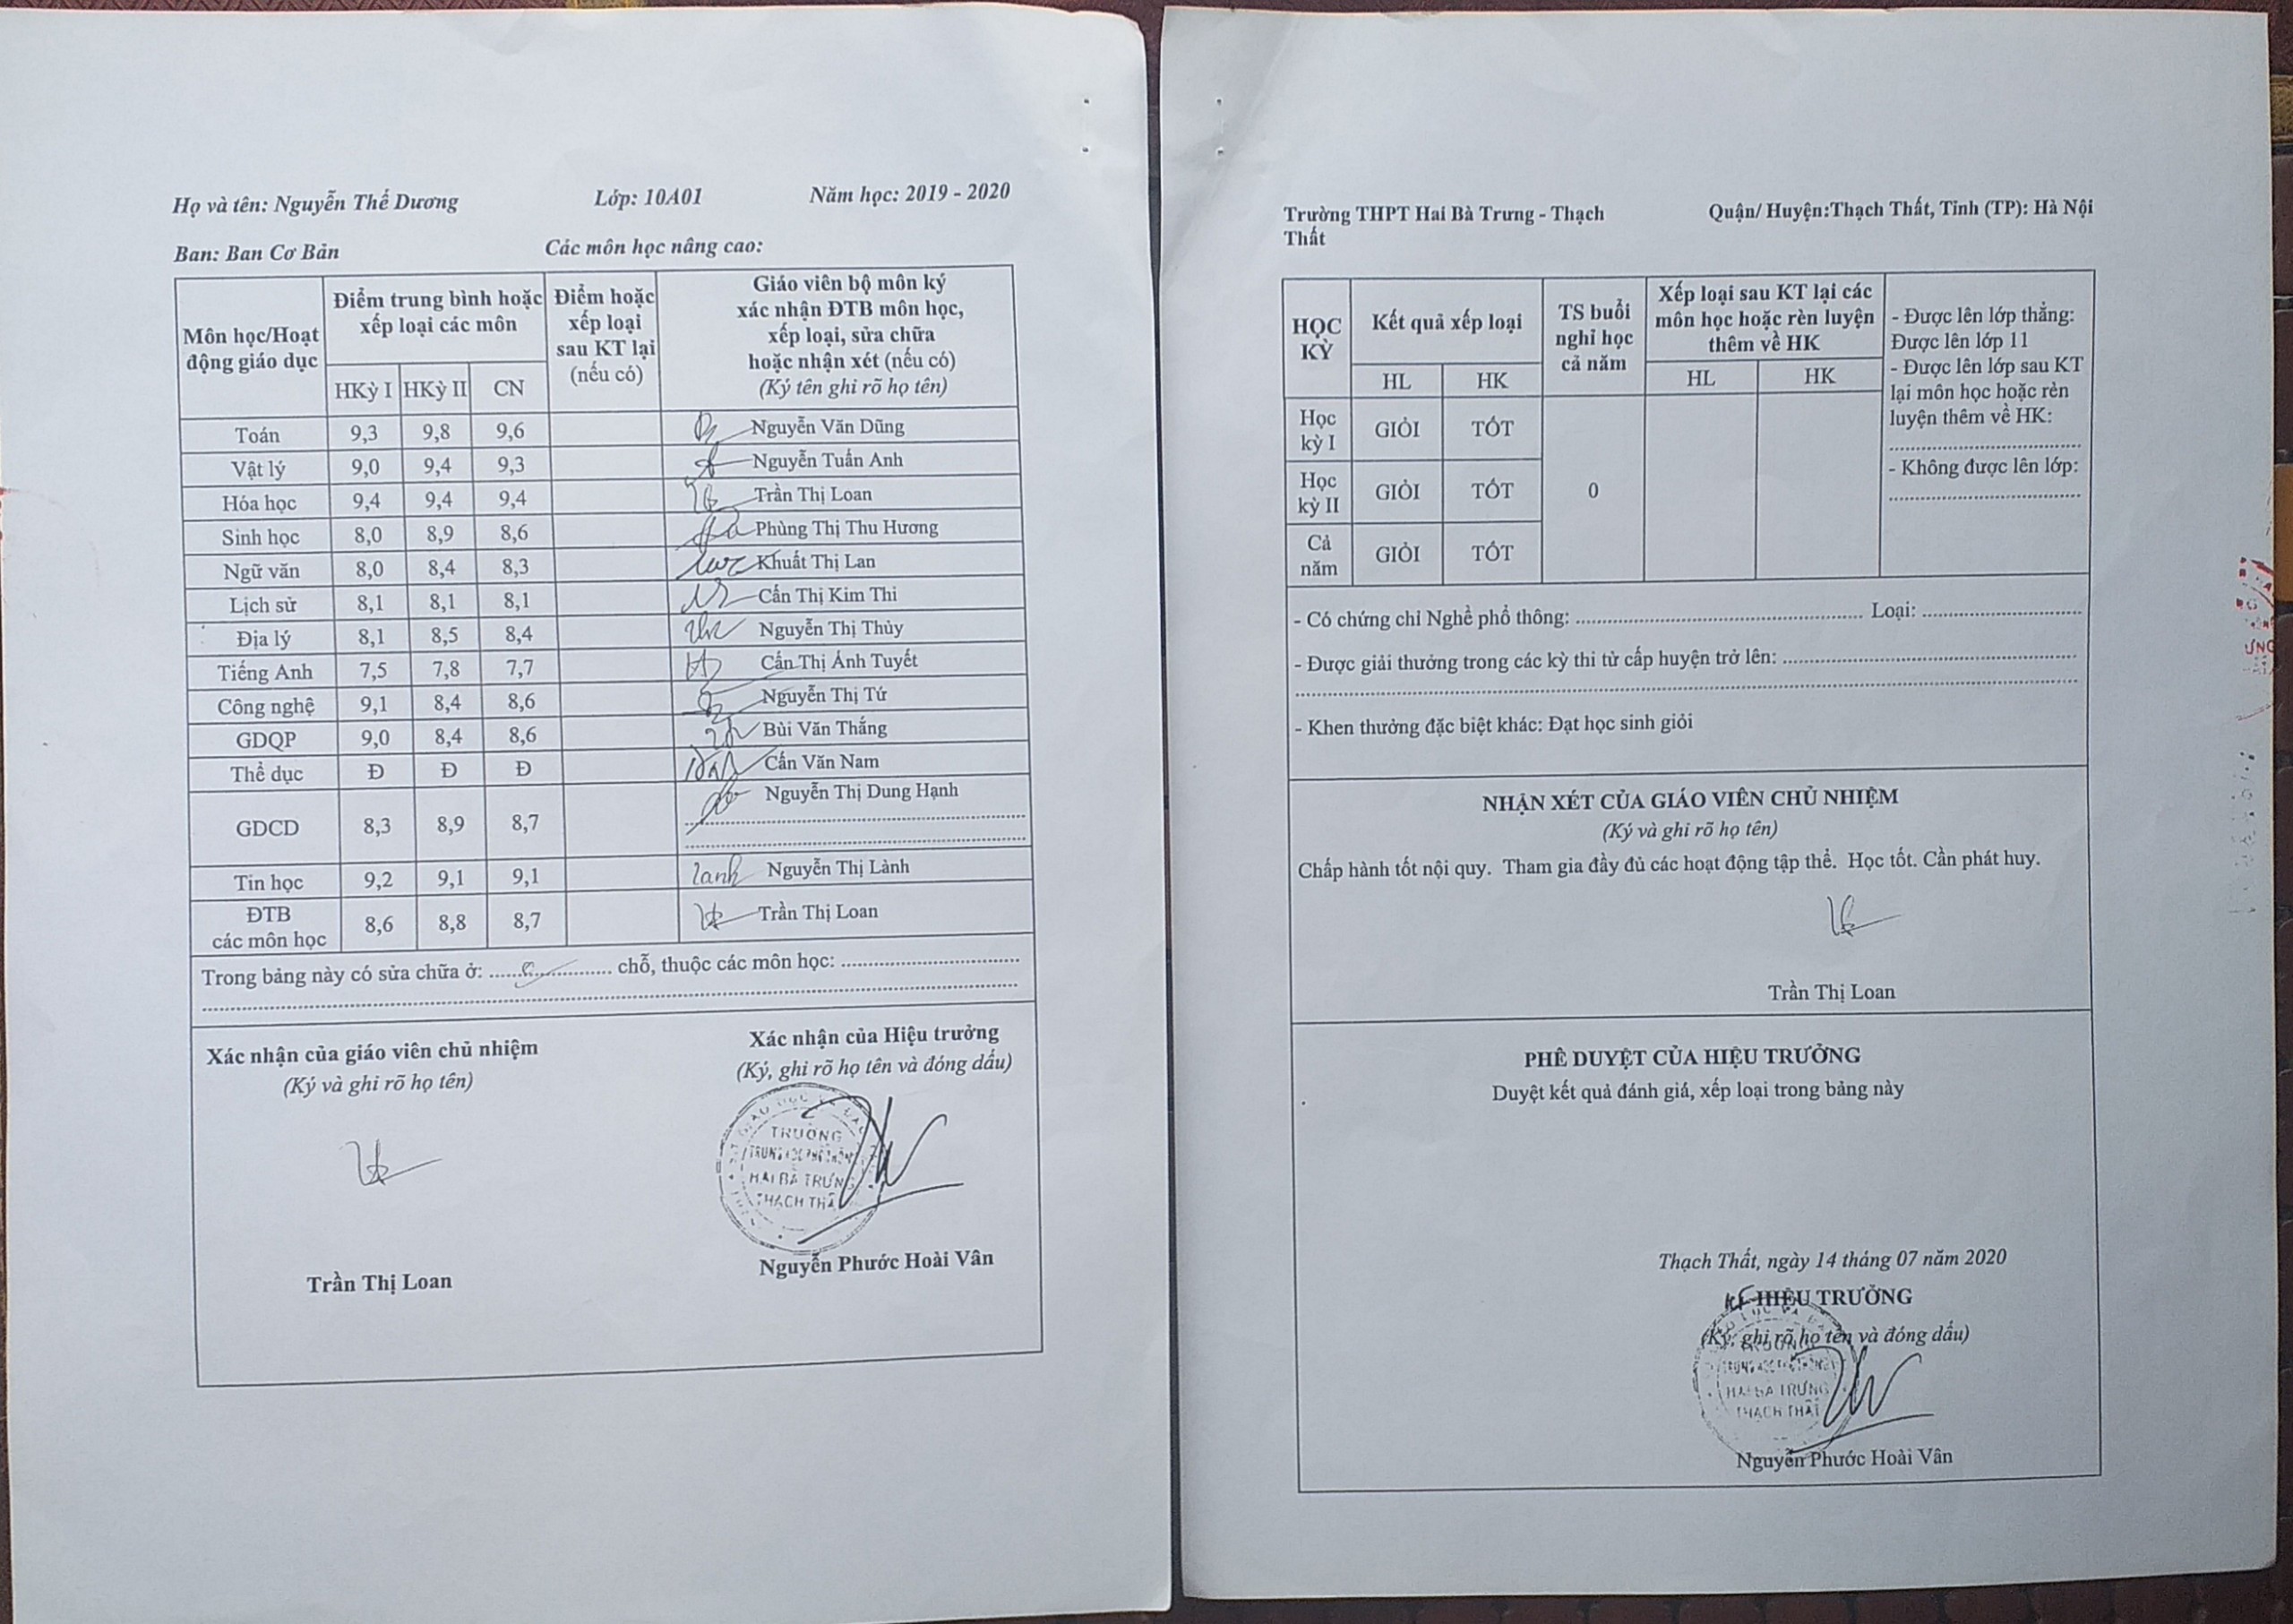 Họ và tên: Nguyễn Thế Dương Lớp: 10A01 Năm học: 2019 - 2020
Ban: Ban Cơ Bản Các môn học nâng cao:
Môn học/Hoạt động giáo dục
Điểm trung bình hoặc xếp loại các môn
HKỳ I HKỳ II CN
Điểm hoặc xếp loại sau KT lại (nếu có)
Giáo viên bộ môn ký
xác nhận ĐTB môn học,
xếp loại, sửa chữa
hoặc nhận xét (nếu có)
(Ký tên ghi rõ họ tên)
Toán 9,3 9,8 9,6 Nguyễn Văn Dũng
Vật lý 9,0 9,4 9,3 Nguyễn Tuấn Anh
Hóa học 9,4 9,4 9,4 Trần Thị Loan
Sinh học 8,0 8,9 8,6 Phùng Thị Thu Hương
Ngữ văn 8,0 8,4 8,3 Khuất Thị Lan
Lịch sử 8,1 8,1 8,1 Cấn Thị Kim Thi
Địa lý 8,1 8,5 8,4 Nguyễn Thị Thủy
Tiếng Anh 7,5 7,8 7,7 Cấn Thị Ánh Tuyết
Công nghệ 9,1 8,4 8,6 Nguyễn Thị Tứ
GDQP 9,0 8,4 8,6 Bùi Văn Thắng
Thể dục Đ Đ Đ Cấn Văn Nam
GDCD 8,3 8,9 8,7 Nguyễn Thị Dung Hạnh
Tin học 9,2 9,1 9,1 Nguyễn Thị Lành
ĐTB các môn học 8,6 8,8 8,7 Trần Thị Loan
Trong bảng này có sửa chữa ở: ........ chỗ, thuộc các môn học: ........
Xác nhận của giáo viên chủ nhiệm
(Ký và ghi rõ họ tên)
Trần Thị Loan
Xác nhận của Hiệu trưởng
(Ký, ghi rõ họ tên và đóng dấu)
TRƯỜNG
TRUNG HỌC PHỔ THÔNG
HAI BÀ TRƯNG
THẠCH THẤT
Nguyễn Phước Hoài Vân
Trường THPT Hai Bà Trưng - Thạch Thất
Quận/ Huyện:Thạch Thất, Tỉnh (TP): Hà Nội
HỌC KỲ
Kết quả xếp loại
HL HK
TS buổi nghỉ học cả năm
Xếp loại sau KT lại các môn học hoặc rèn luyện thêm về HK
HL HK
- Được lên lớp thẳng:
Được lên lớp 11
- Được lên lớp sau KT
lại môn học hoặc rèn
luyện thêm về HK:
- Không được lên lớp:
Học kỳ I GIỎI TỐT
Học kỳ II GIỎI TỐT 0
Cả năm GIỎI TỐT
- Có chứng chỉ Nghề phổ thông: ........ Loại: ........
- Được giải thưởng trong các kỳ thi từ cấp huyện trở lên: ........
- Khen thưởng đặc biệt khác: Đạt học sinh giỏi
NHẬN XÉT CỦA GIÁO VIÊN CHỦ NHIỆM
(Ký và ghi rõ họ tên)
Chấp hành tốt nội quy. Tham gia đầy đủ các hoạt động tập thể. Học tốt. Cần phát huy.
Trần Thị Loan
PHÊ DUYỆT CỦA HIỆU TRƯỞNG
Duyệt kết quả đánh giá, xếp loại trong bảng này
Thạch Thất, ngày 14 tháng 07 năm 2020
HIỆU TRƯỞNG
(Ký, ghi rõ họ tên và đóng dấu)
HAI BÀ TRƯNG
THẠCH THẤT
Nguyễn Phước Hoài Vân